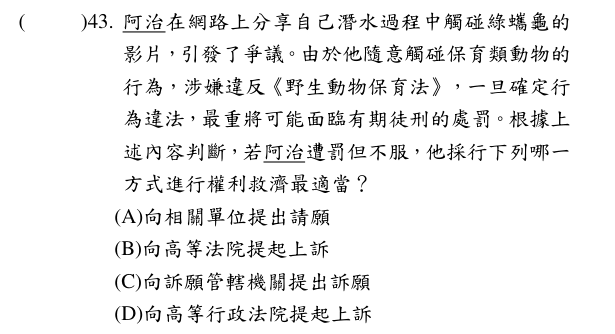 (　　)43. 阿治在網路上分享自己潛水過程中觸碰綠蠵龜的
影片，引發了爭議。由於他隨意觸碰保育類動物的
行為，涉嫌違反《野生動物保育法》，一旦確定行
為違法，最重將可能面臨有期徒刑的處罰。根據上
述內容判斷，若阿治遭罰但不服，他採行下列哪一
方式進行權利救濟最適當？
(A)向相關單位提出請願
(B)向高等法院提起上訴
(C)向訴願管轄機關提出訴願
(D)向高等行政法院提起上訴